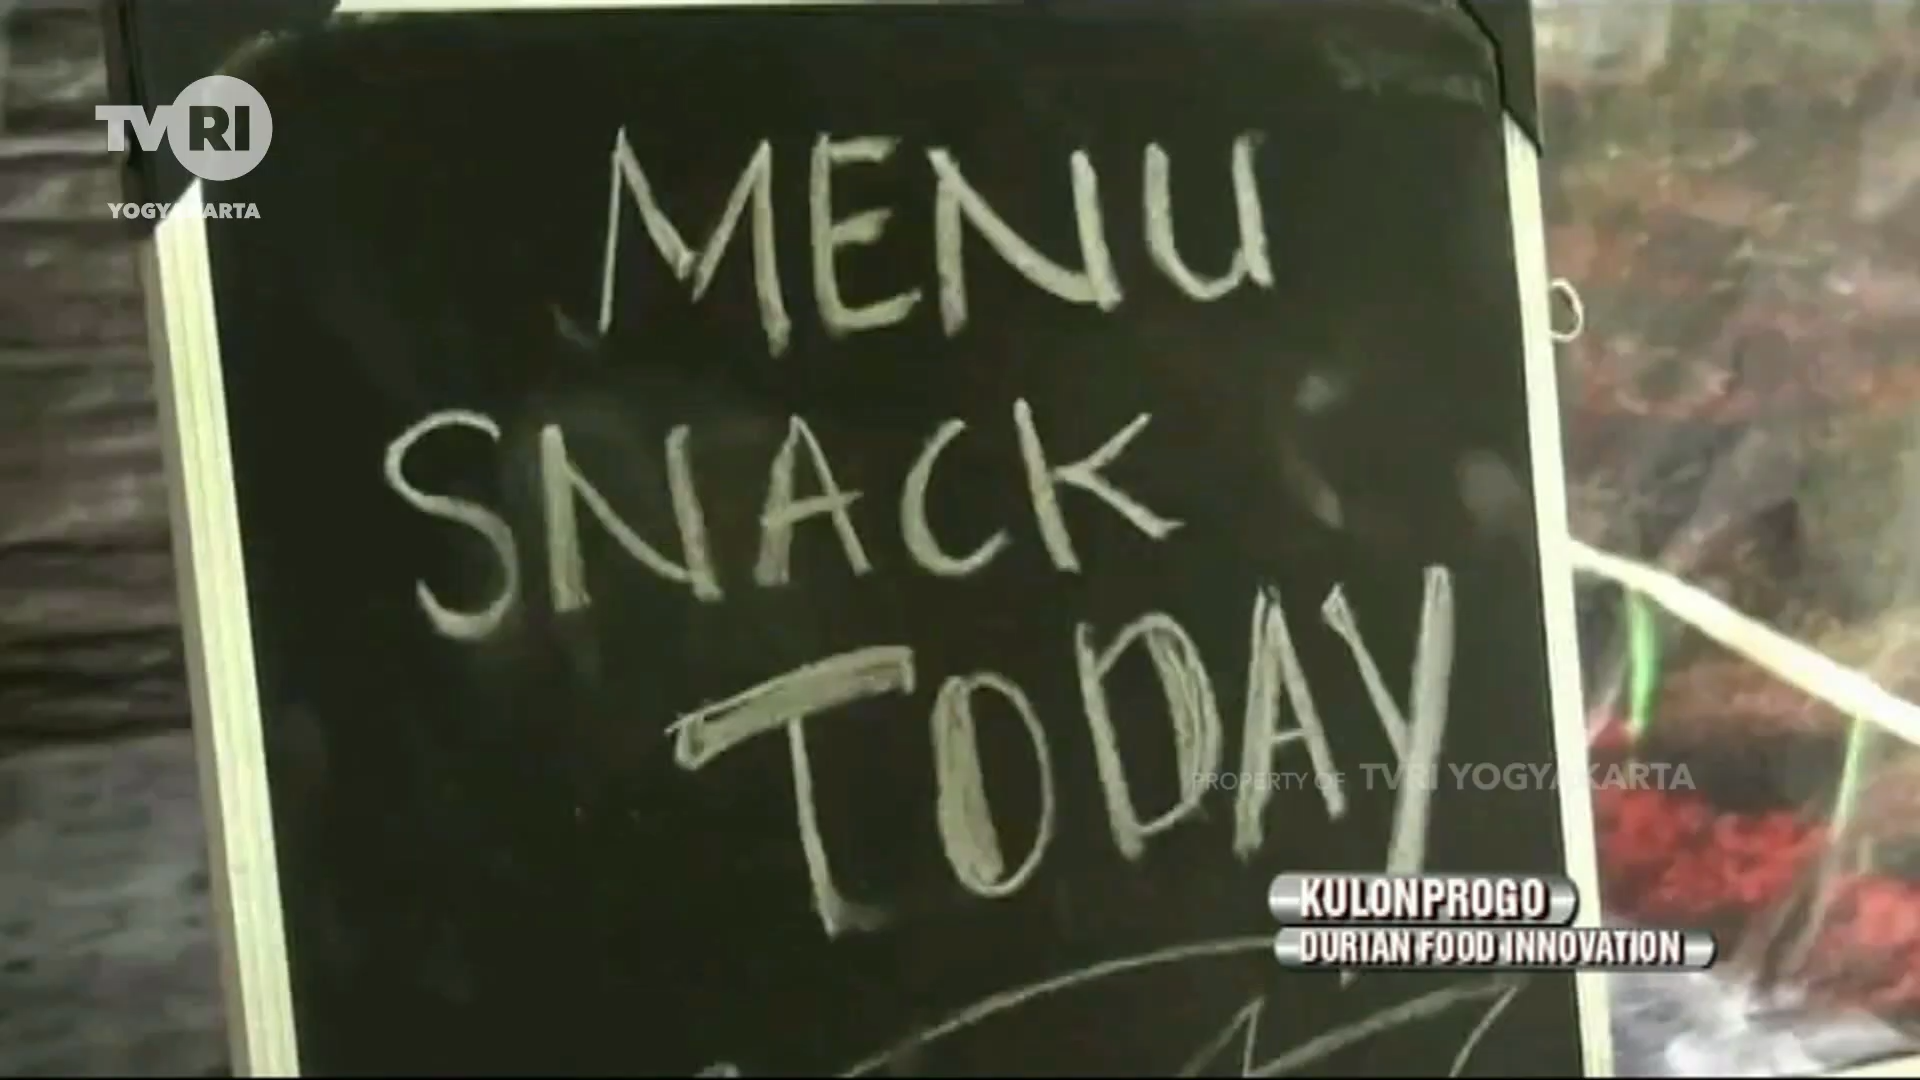 TVRI
YOGYAKARTA
MENU
SNACK
TODAY
PROPERTY OF TVRI YOGYAKARTA
KULONPROGO
DURIAN FOOD INNOVATION